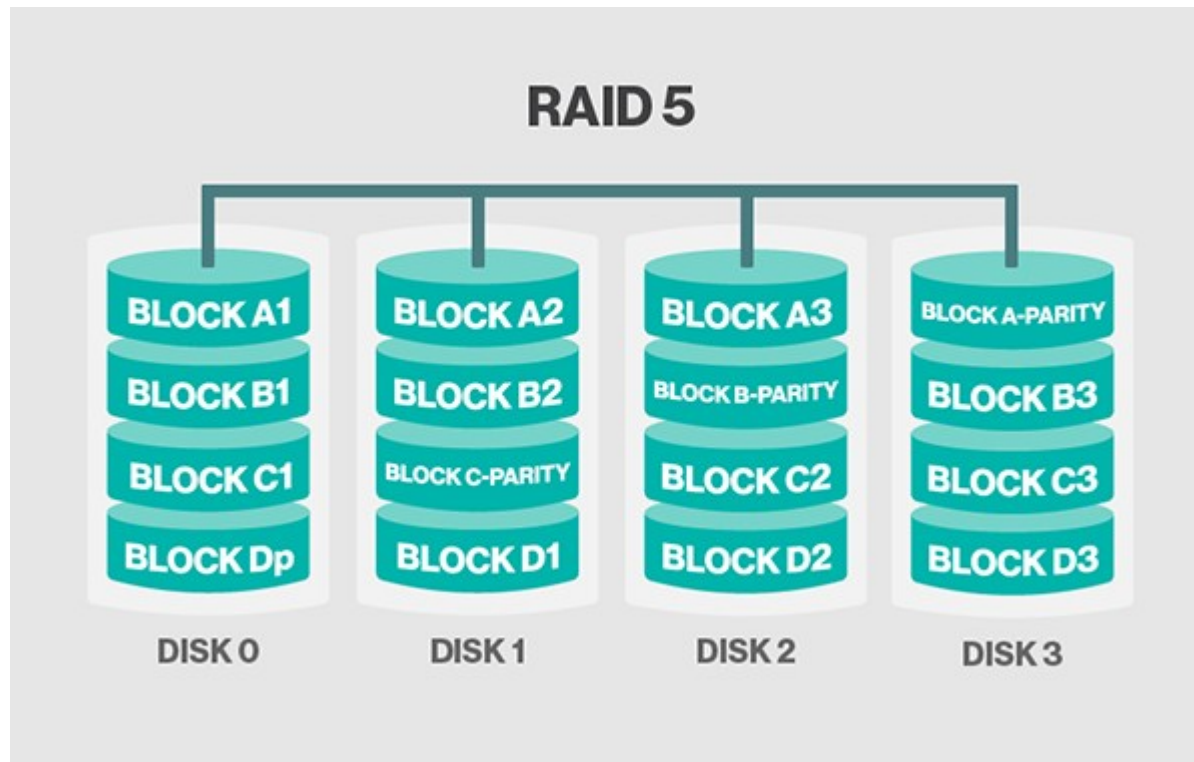 RAID 5
BLOCK A1
BLOCK B1
BLOCK C1
BLOCK Dp
DISK 0
BLOCK A2
BLOCK B2
BLOCK C-PARITY
BLOCK D1
DISK 1
BLOCK A3
BLOCK B-PARITY
BLOCK C2
BLOCK D2
DISK 2
BLOCK A-PARITY
BLOCK B3
BLOCK C3
BLOCK D3
DISK 3